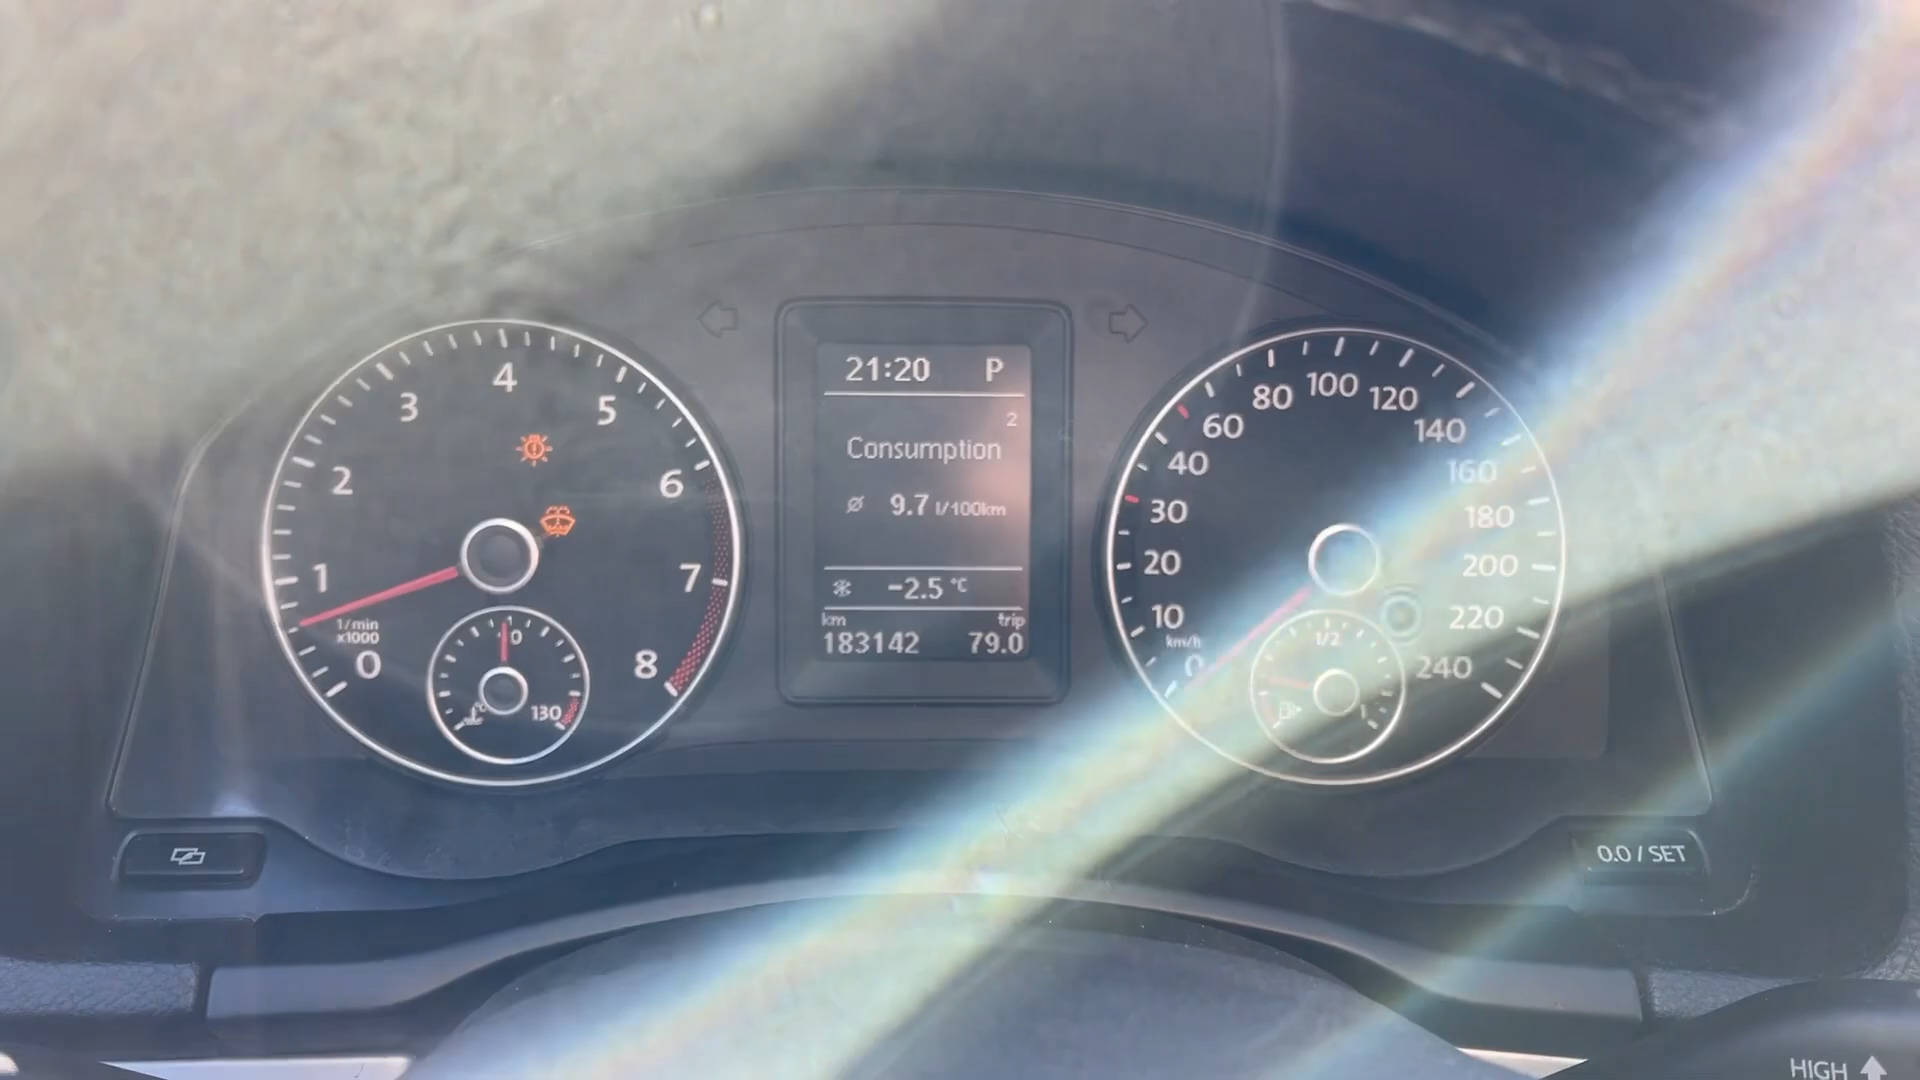 0
1
2
3
4
5
6
7
8
1/min
x1000
130
°C
21:20 P
2
Consumption
ø 9.7 l/100km
-2.5 °C
km trip
183142 79.0
0
10
20
30
40
60
80
100
120
140
160
180
200
220
240
km/h
1/2
1
0.0 / SET
HIGH